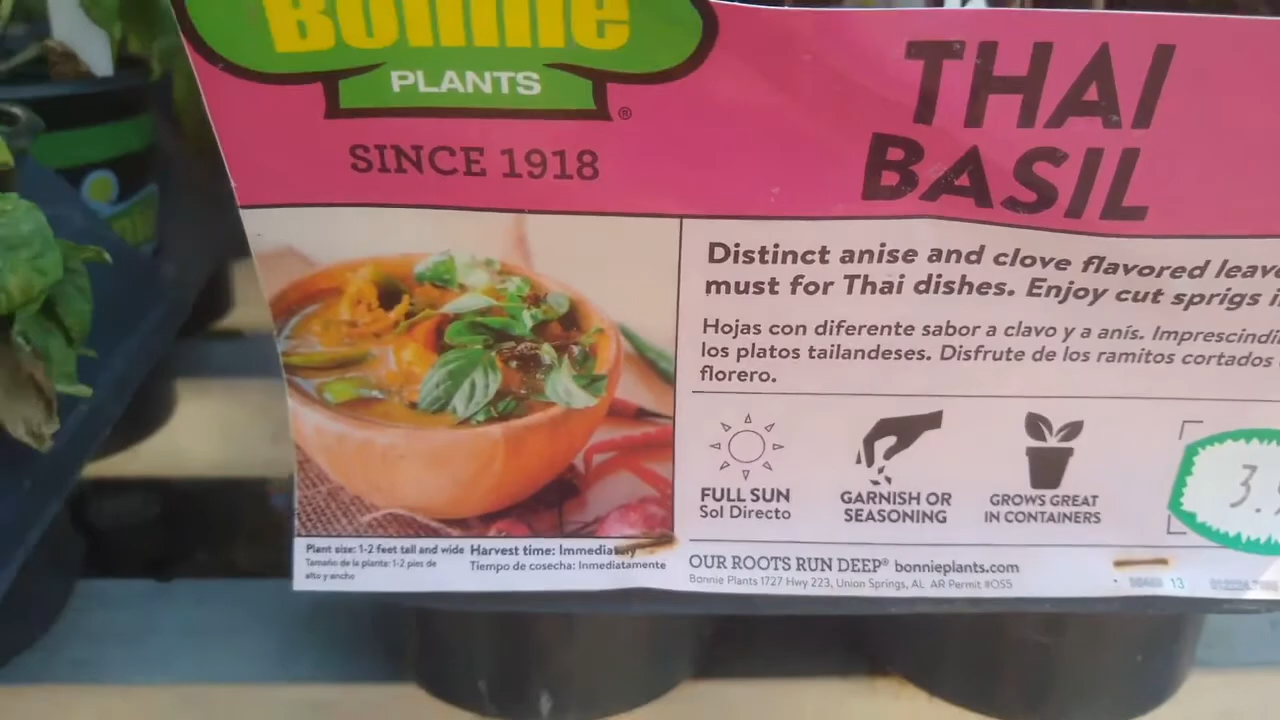 Bonnie
PLANTS
®
SINCE 1918
THAI
BASIL
Distinct anise and clove flavored leave
must for Thai dishes. Enjoy cut sprigs i
Hojas con diferente sabor a clavo y a anís. Imprescindi
los platos tailandeses. Disfrute de los ramitos cortados
florero.
FULL SUN
Sol Directo
GARNISH OR
SEASONING
GROWS GREAT
IN CONTAINERS
3.
Plant size: 1-2 feet tall and wide
Tamaño de la planta: 1-2 pies de
alto y ancho
Harvest time: Immediately
Tiempo de cosecha: Inmediatamente
OUR ROOTS RUN DEEP® bonnieplants.com
Bonnie Plants 1727 Hwy 223, Union Springs, AL AR Permit #OS5
13